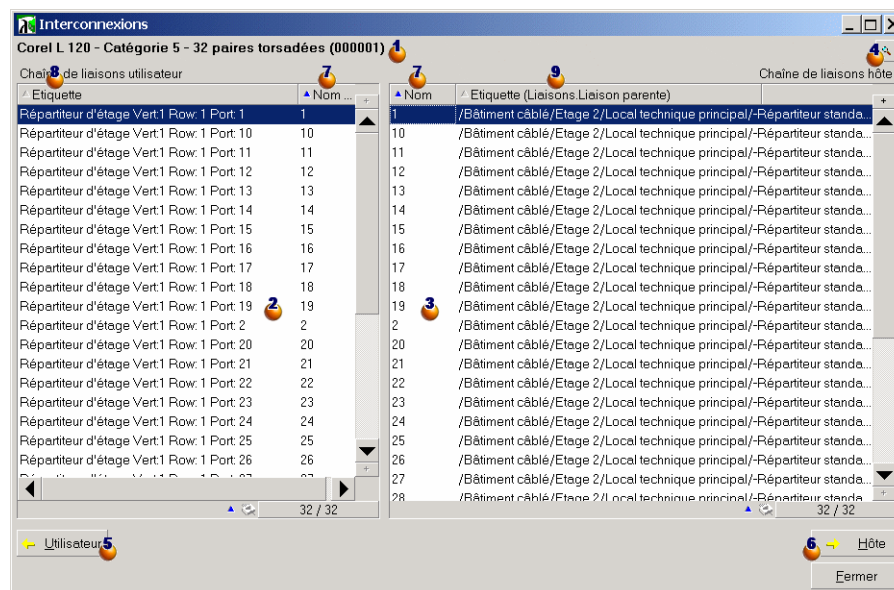 Interconnexions
Corel L 120 - Catégorie 5 - 32 paires torsadées (000001) 1
4
Chaîne de liaisons utilisateur
8 7 7 9
Chaîne de liaisons hôte
Etiquette Nom ... Nom Etiquette (Liaisons.Liaison parente)
Répartiteur d'étage Vert:1 Row: 1 Port: 1 1 1 /Bâtiment câblé/Etage 2/Local technique principal/-Répartiteur standa...
Répartiteur d'étage Vert:1 Row: 1 Port: 10 10 10 /Bâtiment câblé/Etage 2/Local technique principal/-Répartiteur standa...
Répartiteur d'étage Vert:1 Row: 1 Port: 11 11 11 /Bâtiment câblé/Etage 2/Local technique principal/-Répartiteur standa...
Répartiteur d'étage Vert:1 Row: 1 Port: 12 12 12 /Bâtiment câblé/Etage 2/Local technique principal/-Répartiteur standa...
Répartiteur d'étage Vert:1 Row: 1 Port: 13 13 13 /Bâtiment câblé/Etage 2/Local technique principal/-Répartiteur standa...
Répartiteur d'étage Vert:1 Row: 1 Port: 14 14 14 /Bâtiment câblé/Etage 2/Local technique principal/-Répartiteur standa...
Répartiteur d'étage Vert:1 Row: 1 Port: 15 15 15 /Bâtiment câblé/Etage 2/Local technique principal/-Répartiteur standa...
Répartiteur d'étage Vert:1 Row: 1 Port: 16 16 16 /Bâtiment câblé/Etage 2/Local technique principal/-Répartiteur standa...
Répartiteur d'étage Vert:1 Row: 1 Port: 17 17 17 /Bâtiment câblé/Etage 2/Local technique principal/-Répartiteur standa...
Répartiteur d'étage Vert:1 Row: 1 Port: 18 18 18 /Bâtiment câblé/Etage 2/Local technique principal/-Répartiteur standa...
Répartiteur d'étage Vert:1 Row: 1 Port: 19 2 19 19 3 /Bâtiment câblé/Etage 2/Local technique principal/-Répartiteur standa...
Répartiteur d'étage Vert:1 Row: 1 Port: 2 2 2 /Bâtiment câblé/Etage 2/Local technique principal/-Répartiteur standa...
Répartiteur d'étage Vert:1 Row: 1 Port: 20 20 20 /Bâtiment câblé/Etage 2/Local technique principal/-Répartiteur standa...
Répartiteur d'étage Vert:1 Row: 1 Port: 21 21 21 /Bâtiment câblé/Etage 2/Local technique principal/-Répartiteur standa...
Répartiteur d'étage Vert:1 Row: 1 Port: 22 22 22 /Bâtiment câblé/Etage 2/Local technique principal/-Répartiteur standa...
Répartiteur d'étage Vert:1 Row: 1 Port: 23 23 23 /Bâtiment câblé/Etage 2/Local technique principal/-Répartiteur standa...
Répartiteur d'étage Vert:1 Row: 1 Port: 24 24 24 /Bâtiment câblé/Etage 2/Local technique principal/-Répartiteur standa...
Répartiteur d'étage Vert:1 Row: 1 Port: 25 25 25 /Bâtiment câblé/Etage 2/Local technique principal/-Répartiteur standa...
Répartiteur d'étage Vert:1 Row: 1 Port: 26 26 26 /Bâtiment câblé/Etage 2/Local technique principal/-Répartiteur standa...
27 /Bâtiment câblé/Etage 2/Local technique principal/-Répartiteur standa...
28 /Bâtiment câblé/Etage 2/Local technique principal/-Répartiteur standa...
32 / 32 32 / 32
Utilisateur 5 6 Hôte
Fermer